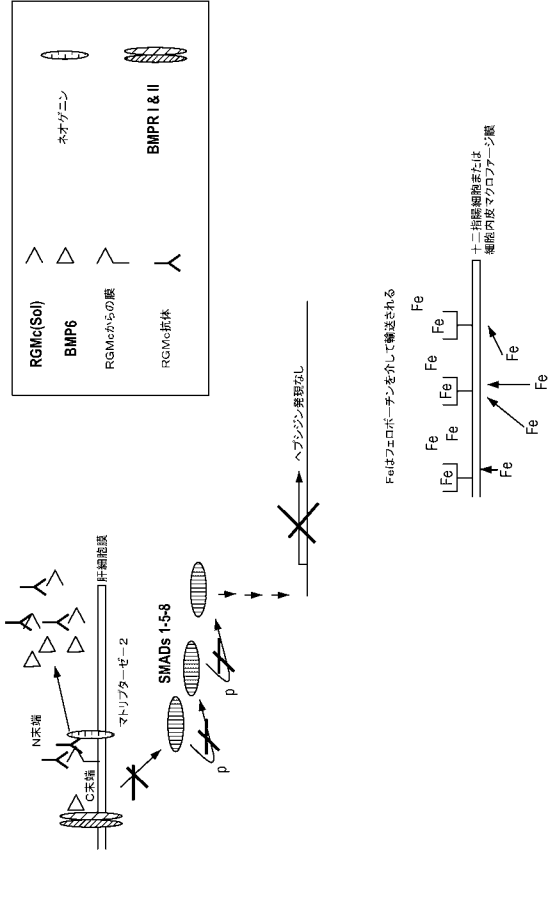 N末端
C末端
肝細胞膜
マトリプターゼ-2
SMADs 1-5-8
p
p
ヘプシジン発現なし
RGMc(Sol)
BMP6
RGMcからの膜
RGMc抗体
ネオゲニン
BMPR I & II
Feはフェロポーチンを介して輸送される
Fe
Fe
Fe
Fe
Fe
Fe
Fe
Fe
Fe
Fe
Fe
十二指腸細胞または
細胞内皮マクロファージ膜